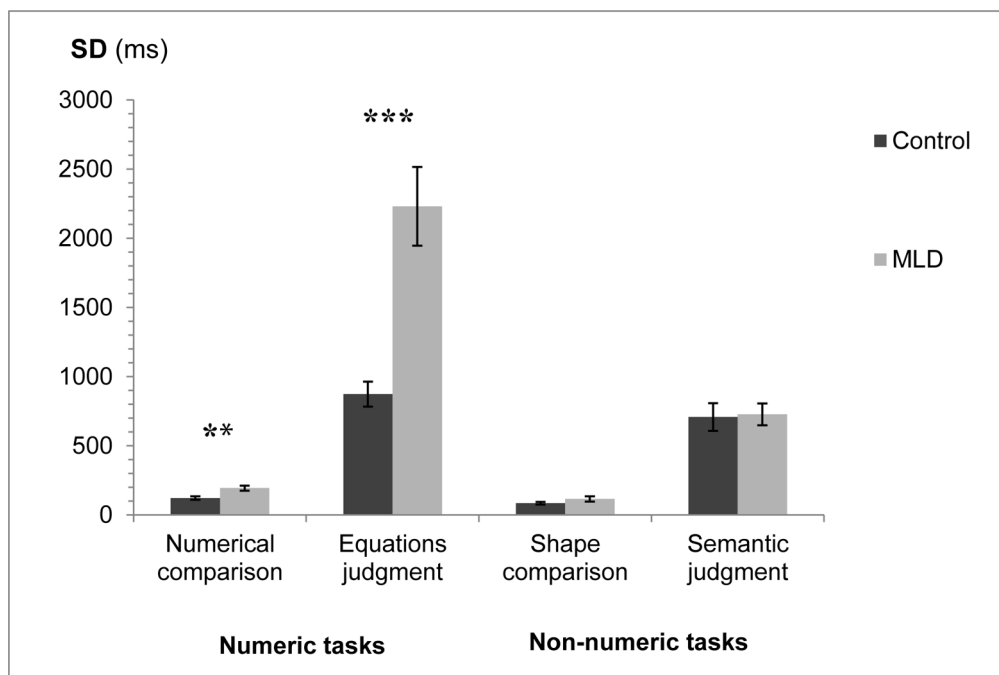 SD (ms)
3000
2500
2000
1500
1000
500
0
***
**
Control
MLD
Numerical comparison
Equations judgment
Shape comparison
Semantic judgment
Numeric tasks
Non-numeric tasks